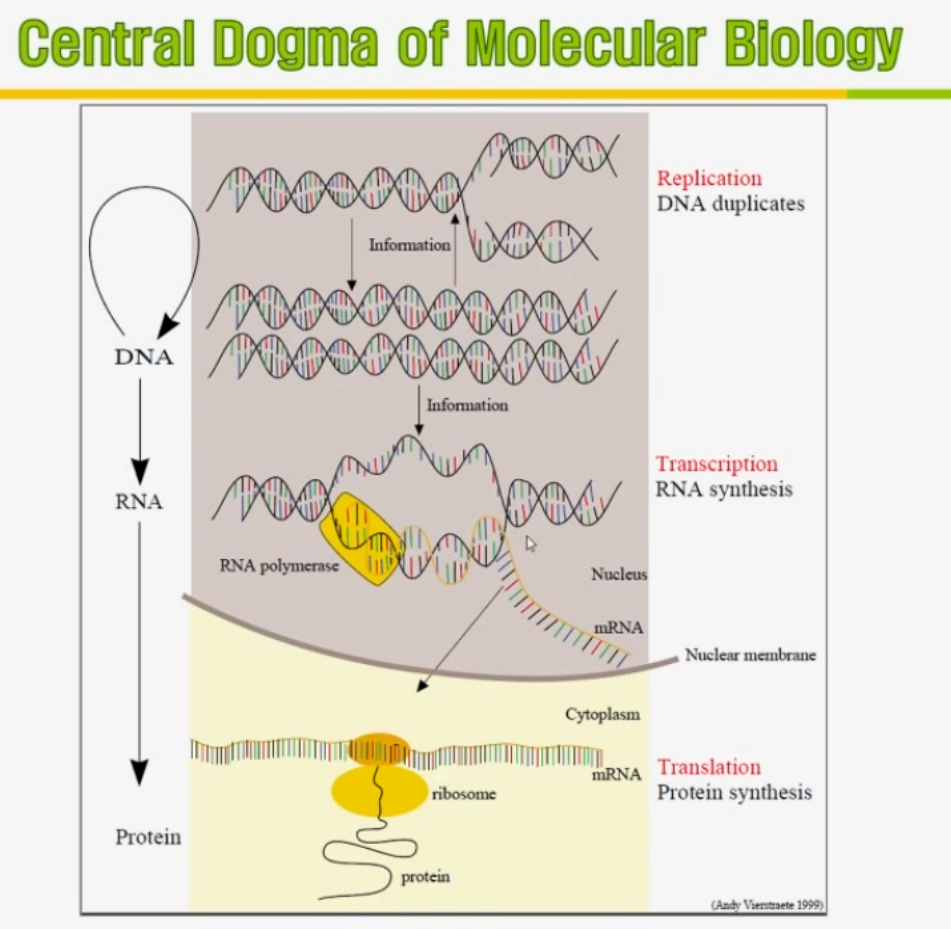 Central Dogma of Molecular Biology
Replication
DNA duplicates
Information
DNA
Information
Transcription
RNA synthesis
RNA
RNA polymerase
Nucleus
mRNA
Nuclear membrane
Cytoplasm
mRNA
Translation
Protein synthesis
ribosome
Protein
protein
(Andy Vierstraete 1999)